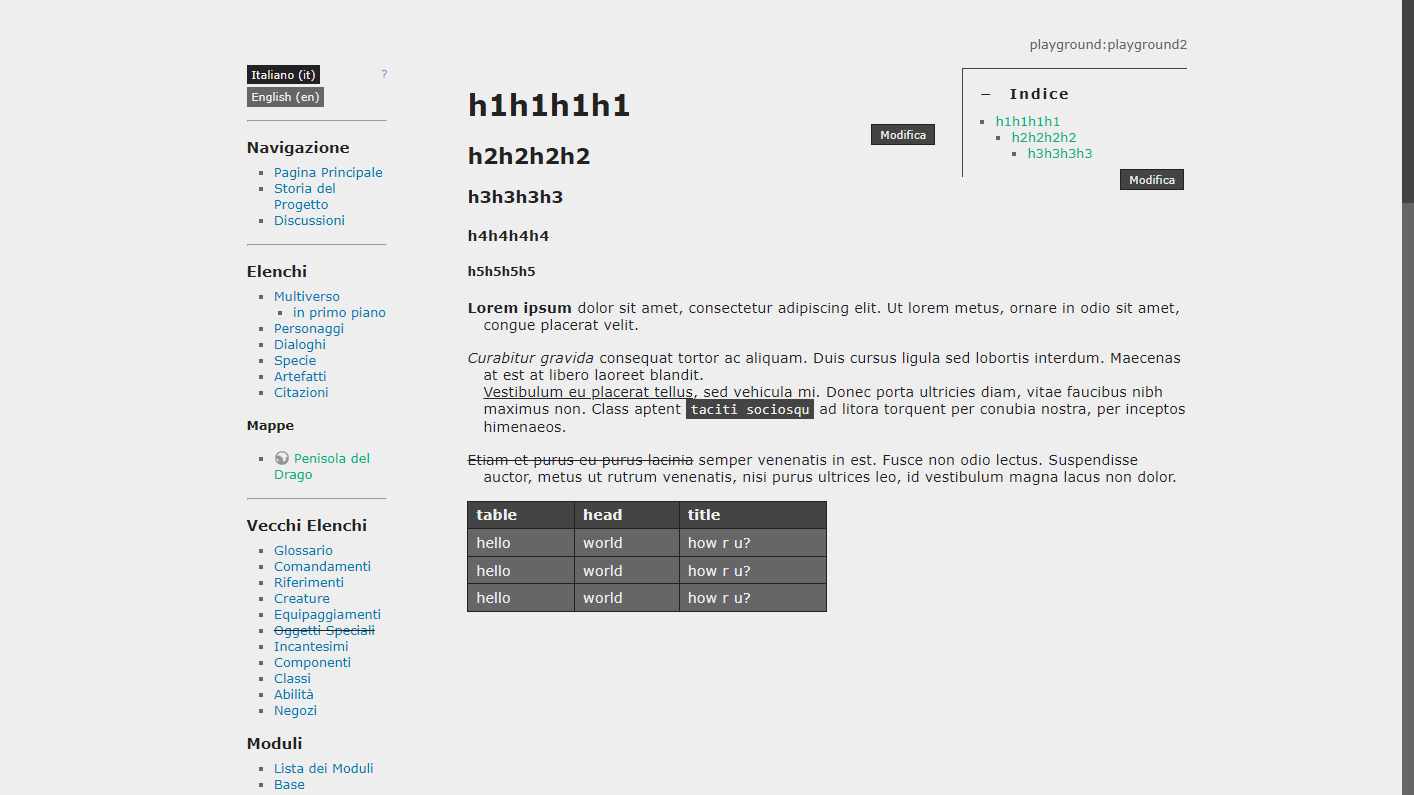 playground:playground2
Italiano (it)
?
English (en)
Navigazione
Pagina Principale
Storia del
Progetto
Discussioni
Elenchi
Multiverso
in primo piano
Personaggi
Dialoghi
Specie
Artefatti
Citazioni
Mappe
Penisola del
Drago
Vecchi Elenchi
Glossario
Comandamenti
Riferimenti
Creature
Equipaggiamenti
Oggetti Speciali
Incantesimi
Componenti
Classi
Abilità
Negozi
Moduli
Lista dei Moduli
Base
h1h1h1h1
Modifica
h2h2h2h2
h3h3h3h3
h4h4h4h4
h5h5h5h5
Lorem ipsum dolor sit amet, consectetur adipiscing elit. Ut lorem metus, ornare in odio sit amet,
congue placerat velit.
Curabitur gravida consequat tortor ac aliquam. Duis cursus ligula sed lobortis interdum. Maecenas
at est at libero laoreet blandit.
Vestibulum eu placerat tellus, sed vehicula mi. Donec porta ultricies diam, vitae faucibus nibh
maximus non. Class aptent taciti sociosqu ad litora torquent per conubia nostra, per inceptos
himenaeos.
Etiam et purus eu purus lacinia semper venenatis in est. Fusce non odio lectus. Suspendisse
auctor, metus ut rutrum venenatis, nisi purus ultrices leo, id vestibulum magna lacus non dolor.
table head title
hello world how r u?
hello world how r u?
hello world how r u?
− Indice
h1h1h1h1
h2h2h2h2
h3h3h3h3
Modifica